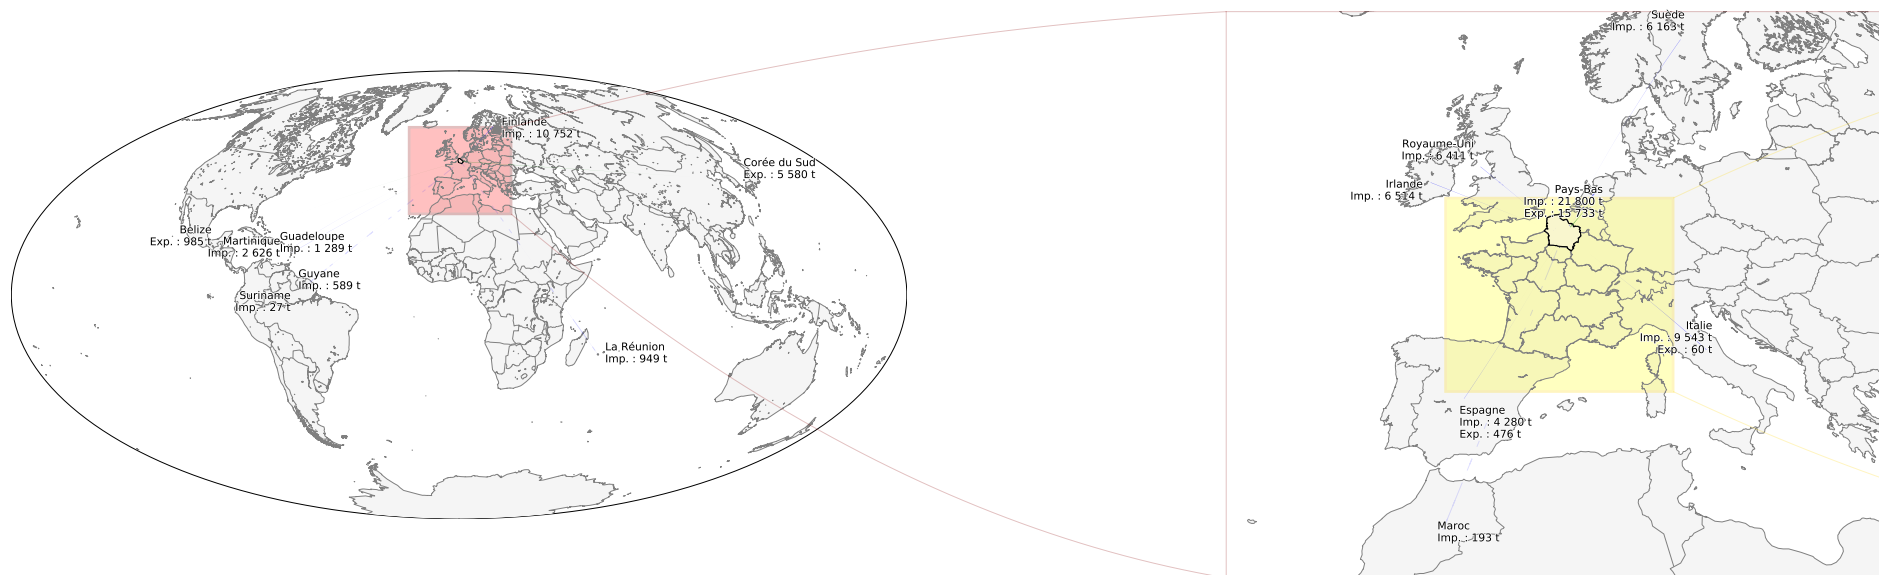 Finlande
Imp. : 10 752 t
Corée du Sud
Exp. : 5 580 t
Belize
Exp. : 985 t
Martinique
Imp. : 2 626 t
Guadeloupe
Imp. : 1 289 t
Guyane
Imp. : 589 t
Suriname
Imp. : 27 t
La Réunion
Imp. : 949 t
Suède
Imp. : 6 163 t
Royaume-Uni
Imp. : 6 411 t
Irlande
Imp. : 6 514 t
Pays-Bas
Imp. : 21 800 t
Exp. : 15 733 t
Italie
Imp. : 9 543 t
Exp. : 60 t
Espagne
Imp. : 4 280 t
Exp. : 476 t
Maroc
Imp. : 193 t